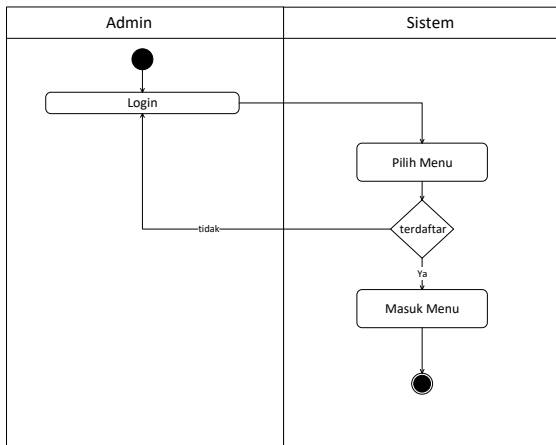 Admin
Sistem
Login
Pilih Menu
terdaftar
tidak
Ya
Masuk Menu